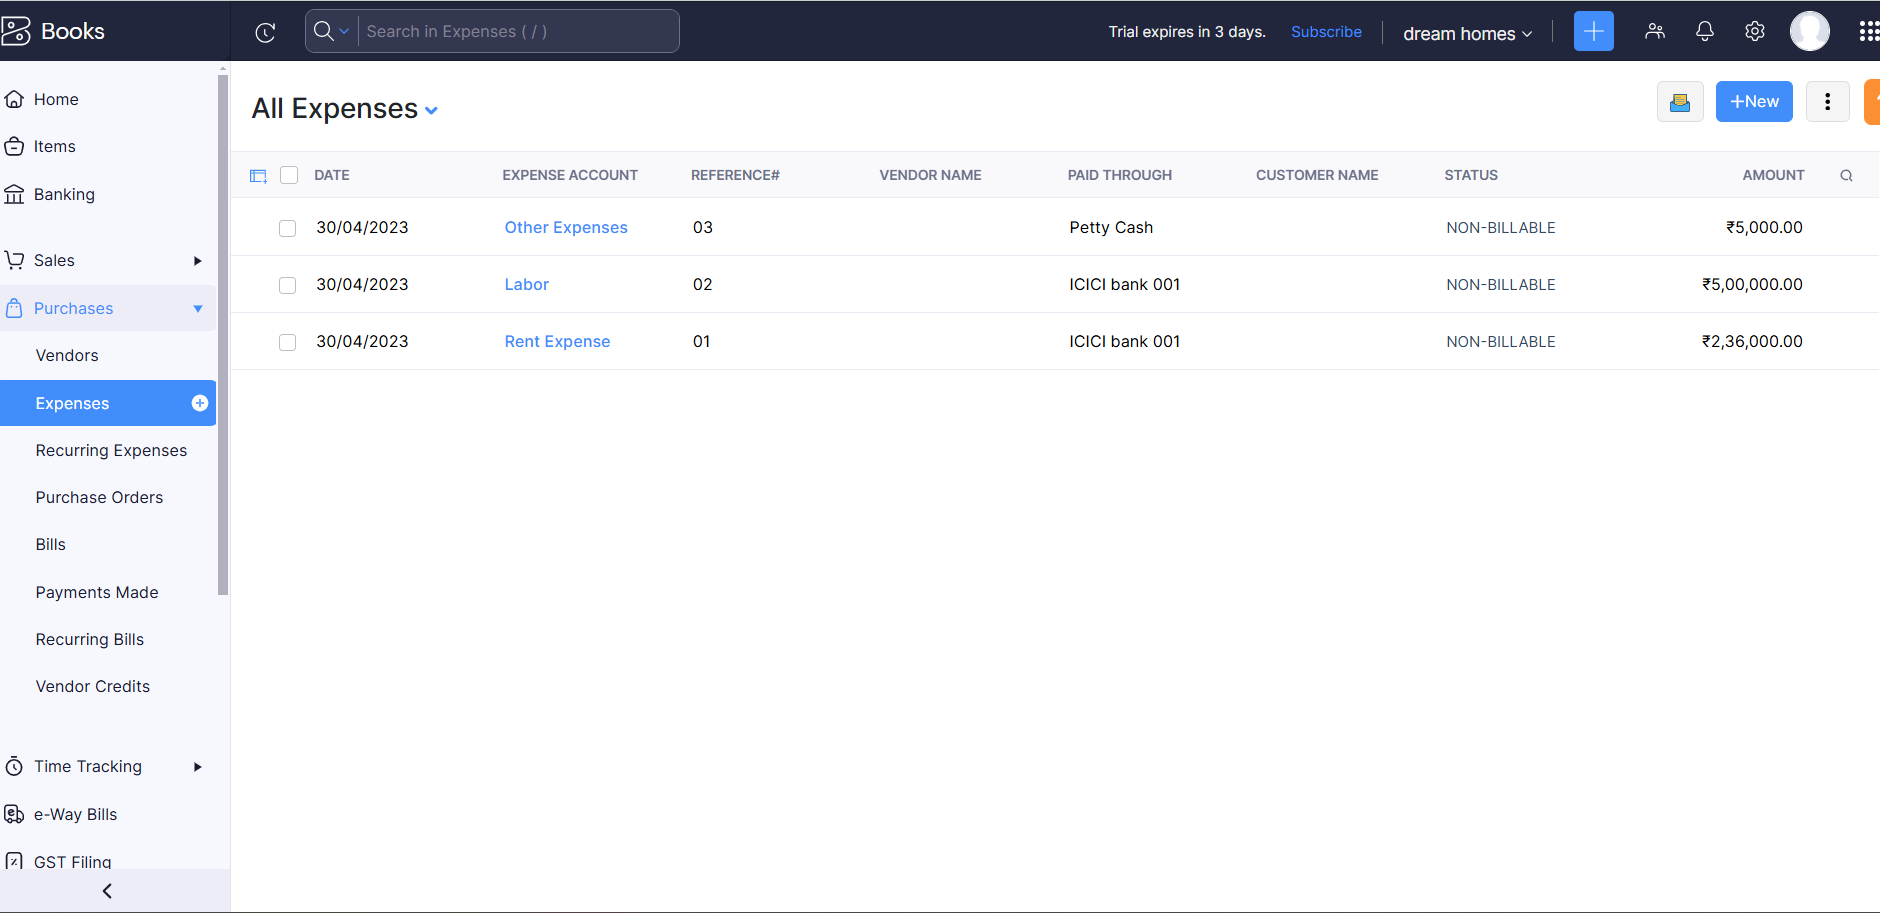 Books
Search in Expenses ( / )
Trial expires in 3 days. Subscribe dream homes
Home
Items
Banking
Sales
Purchases
Vendors
Expenses
Recurring Expenses
Purchase Orders
Bills
Payments Made
Recurring Bills
Vendor Credits
Time Tracking
e-Way Bills
GST Filing
All Expenses
+New
DATE EXPENSE ACCOUNT REFERENCE# VENDOR NAME PAID THROUGH CUSTOMER NAME STATUS AMOUNT
30/04/2023 Other Expenses 03 Petty Cash NON-BILLABLE ₹5,000.00
30/04/2023 Labor 02 ICICI bank 001 NON-BILLABLE ₹5,00,000.00
30/04/2023 Rent Expense 01 ICICI bank 001 NON-BILLABLE ₹2,36,000.00